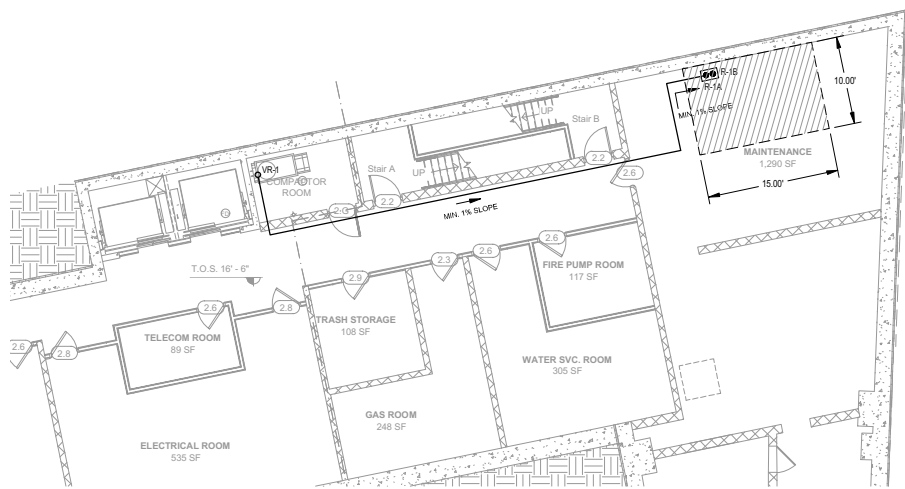 R-1B
R-1A
10.00'
MIN. 1% SLOPE
MAINTENANCE
1,290 SF
15.00'
UP
Stair B
2.2
2.6
VR-1
COMPACTOR
ROOM
Stair A
UP
2.2
MIN. 1% SLOPE
T.O.S. 16' - 6"
2.9
2.3
2.6
2.6
FIRE PUMP ROOM
117 SF
2.6
2.8
TRASH STORAGE
108 SF
TELECOM ROOM
89 SF
2.6
2.8
WATER SVC. ROOM
305 SF
GAS ROOM
248 SF
ELECTRICAL ROOM
535 SF